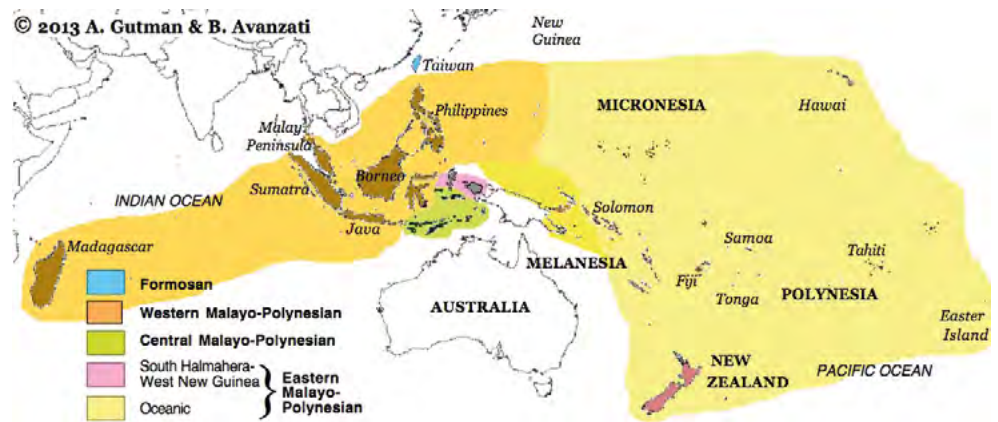 © 2013 A. Gutman & B. Avanzati
New
Guinea
Taiwan
MICRONESIA
Hawai
Philippines
Malay
Peninsula
Borneo
INDIAN OCEAN
Sumatra
Solomon
Java
Samoa
Madagascar
MELANESIA
Tahiti
Fiji
Tonga
POLYNESIA
AUSTRALIA
Easter
Island
Formosan
Western Malayo-Polynesian
Central Malayo-Polynesian
South Halmahera-
West New Guinea
Oceanic
Eastern
Malayo-
Polynesian
NEW
ZEALAND
PACIFIC OCEAN